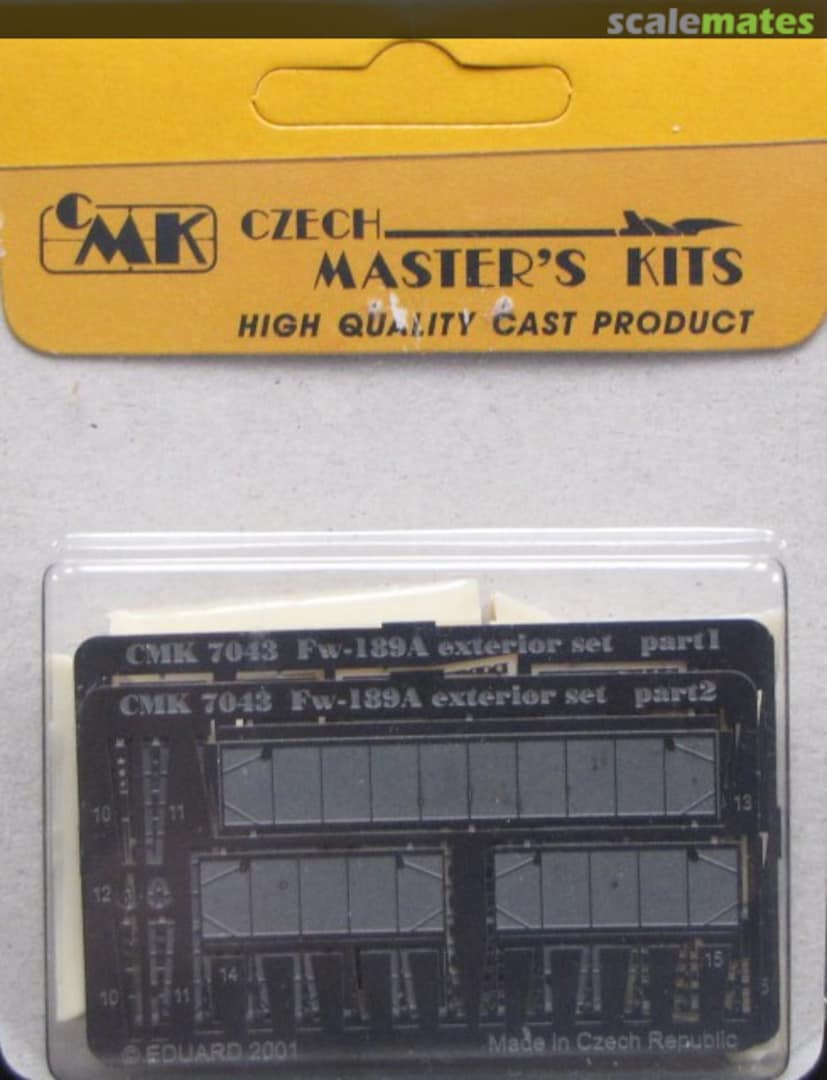 scalemates
CMK
CZECH
MASTER'S KITS
HIGH QUALITY CAST PRODUCT
CMK 7043 Fw-189A exterior set part1
CMK 7043 Fw-189A exterior set part2
10 11 13
12
14 15
10 11
© EDUARD 2001 Made in Czech Republic